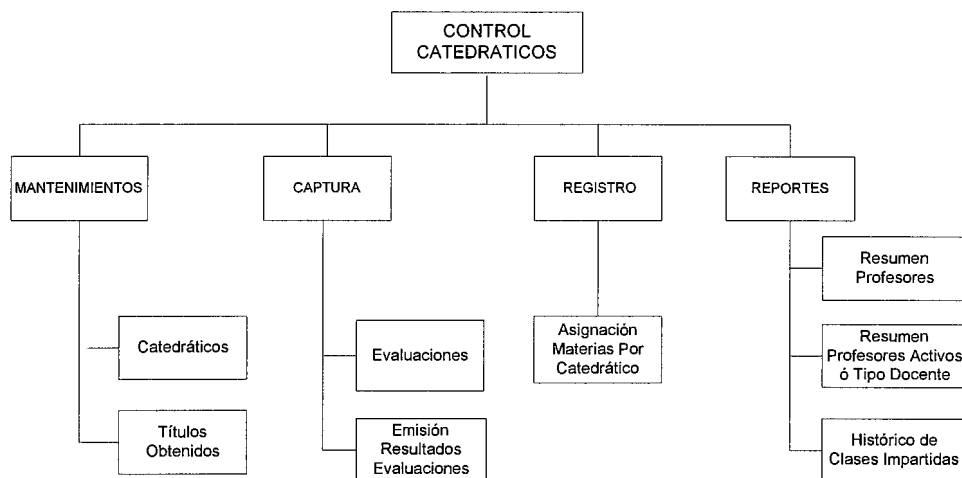 CONTROL
CATEDRATICOS
MANTENIMIENTOS
CAPTURA
REGISTRO
REPORTES
Catedráticos
Títulos
Obtenidos
Evaluaciones
Emisión
Resultados
Evaluaciones
Asignación
Materias Por
Catedrático
Resumen
Profesores
Resumen
Profesores Activos
ó Tipo Docente
Histórico de
Clases Impartidas